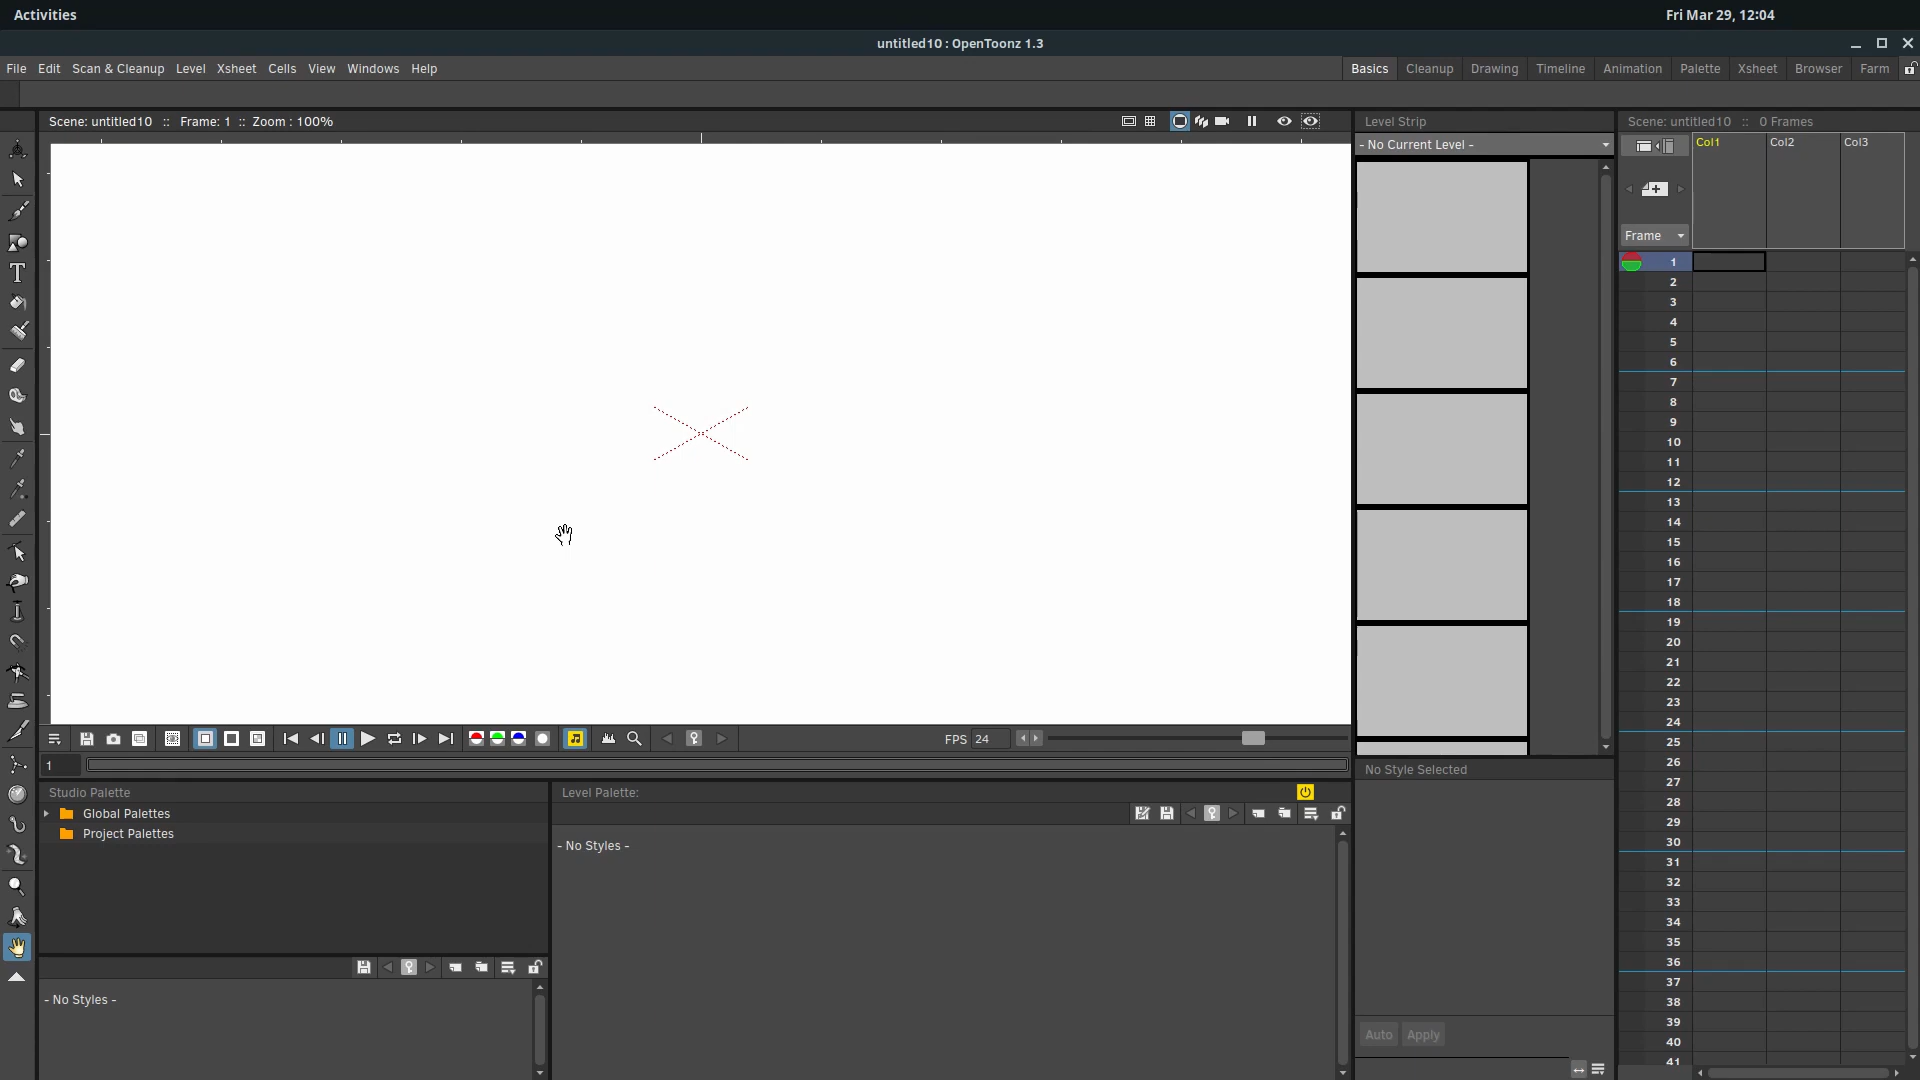 Activities
Fri Mar 29, 12:04
untitled10 : OpenToonz 1.3
File Edit Scan & Cleanup Level Xsheet Cells View Windows Help
Basics Cleanup Drawing Timeline Animation Palette Xsheet Browser Farm
Scene: untitled10 :: Frame: 1 :: Zoom : 100%
Level Strip
- No Current Level -
Scene: untitled10 :: 0 Frames
Col1 Col2 Col3
Frame
1
2
3
4
5
6
7
8
9
10
11
12
13
14
15
16
17
18
19
20
21
22
23
24
25
26
27
28
29
30
31
32
33
34
35
36
37
38
39
40
41
FPS 24
1
Studio Palette
Global Palettes
Project Palettes
- No Styles -
Level Palette:
- No Styles -
No Style Selected
Auto Apply